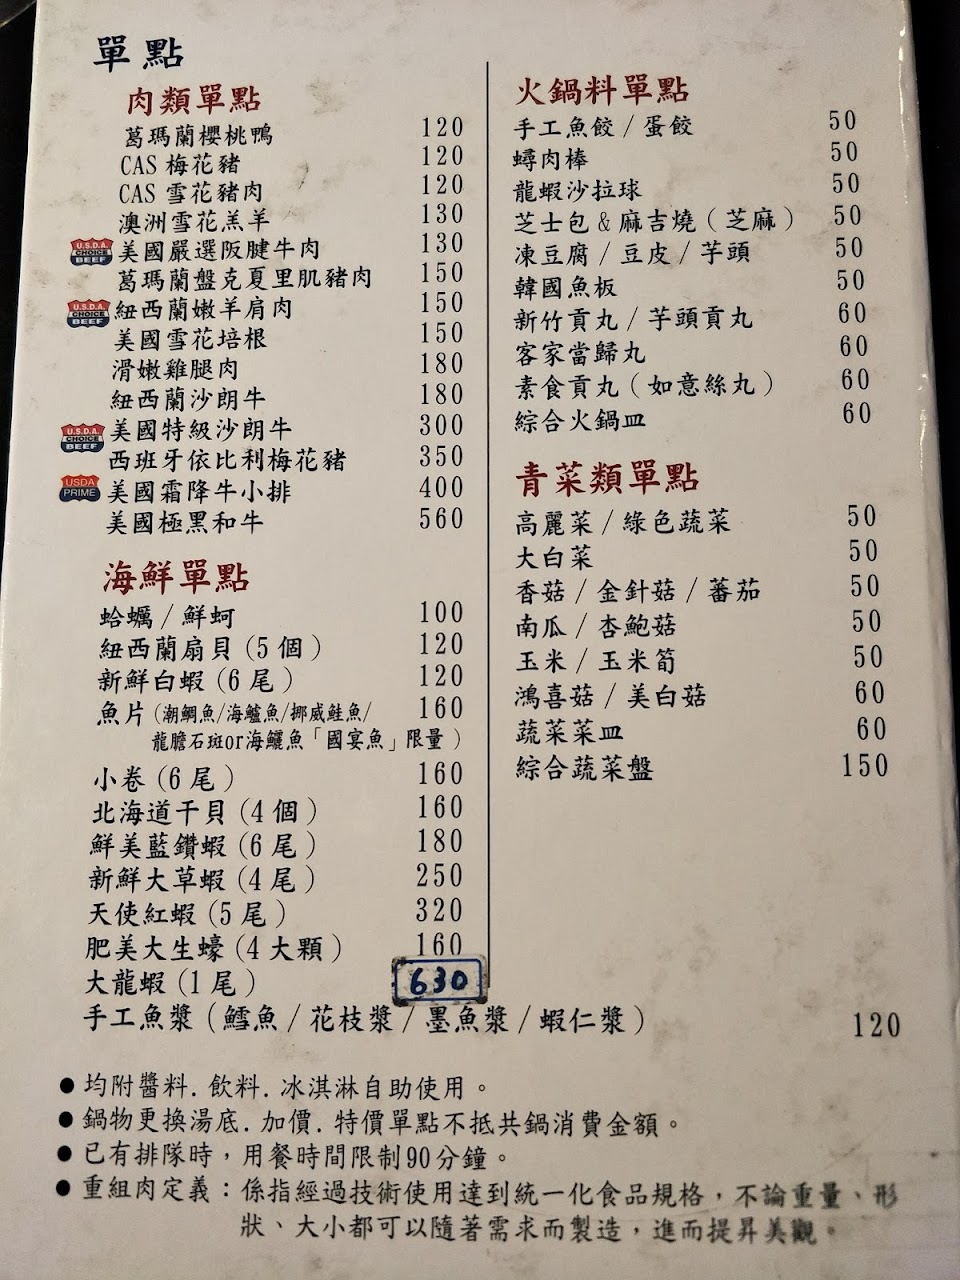 單點
肉類單點
葛瑪蘭櫻桃鴨 120
CAS 梅花豬 120
CAS 雪花豬肉 120
澳洲雪花羔羊 130
U.S.D.A. CHOICE BEEF 美國嚴選阪腱牛肉 130
葛瑪蘭盤克夏里肌豬肉 150
U.S.D.A. CHOICE BEEF 紐西蘭嫩羊肩肉 150
美國雪花培根 150
滑嫩雞腿肉 180
紐西蘭沙朗牛 180
U.S.D.A. CHOICE BEEF 美國特級沙朗牛 300
西班牙依比利梅花豬 350
USDA PRIME 美國霜降牛小排 400
美國極黑和牛 560
海鮮單點
蛤蠣/鮮蚵 100
紐西蘭扇貝(5個) 120
新鮮白蝦(6尾) 120
魚片(潮鯛魚/海鱸魚/挪威鮭魚/ 160
龍膽石斑or海鱺魚「國宴魚」限量)
小卷(6尾) 160
北海道干貝(4個) 160
鮮美藍鑽蝦(6尾) 180
新鮮大草蝦(4尾) 250
天使紅蝦(5尾) 320
肥美大生蠔(4大顆) 160
大龍蝦(1尾) 630
手工魚漿(鱈魚/花枝漿/墨魚漿/蝦仁漿) 120
火鍋料單點
手工魚餃/蛋餃 50
蟳肉棒 50
龍蝦沙拉球 50
芝士包&麻吉燒(芝麻) 50
凍豆腐/豆皮/芋頭 50
韓國魚板 50
新竹貢丸/芋頭貢丸 60
客家當歸丸 60
素食貢丸(如意絲丸) 60
綜合火鍋皿 60
青菜類單點
高麗菜/綠色蔬菜 50
大白菜 50
香菇/金針菇/蕃茄 50
南瓜/杏鮑菇 50
玉米/玉米筍 50
鴻喜菇/美白菇 60
蔬菜菜皿 60
綜合蔬菜盤 150
●均附醬料.飲料.冰淇淋自助使用。
●鍋物更換湯底.加價.特價單點不抵共鍋消費金額。
●已有排隊時，用餐時間限制90分鐘。
●重組肉定義：係指經過技術使用達到統一化食品規格，不論重量、形
狀、大小都可以隨著需求而製造，進而提昇美觀。